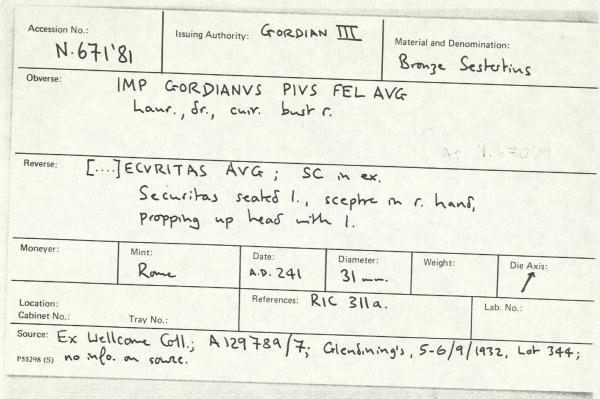 Accession No.: N.671'81
Issuing Authority: GORDIAN III
Material and Denomination: Bronze Sestertius
Obverse: IMP GORDIANVS PIVS FEL AVG
laur., dr., cuir. bust r.
Reverse: [....]ECVRITAS AVG; SC in ex.
Securitas seated l., sceptre in r. hand,
propping up head with l.
Moneyer:
Mint: Rome
Date: A.D. 241
Diameter: 31 mm.
Weight:
Die Axis: ↗
Location:
Cabinet No.: Tray No.:
References: RIC 311a.
Lab. No.:
Source: Ex Wellcome Coll.; A129789/7; Glendining's, 5-6/9/1932, Lot 344;
P55298 (S) no info. on source.